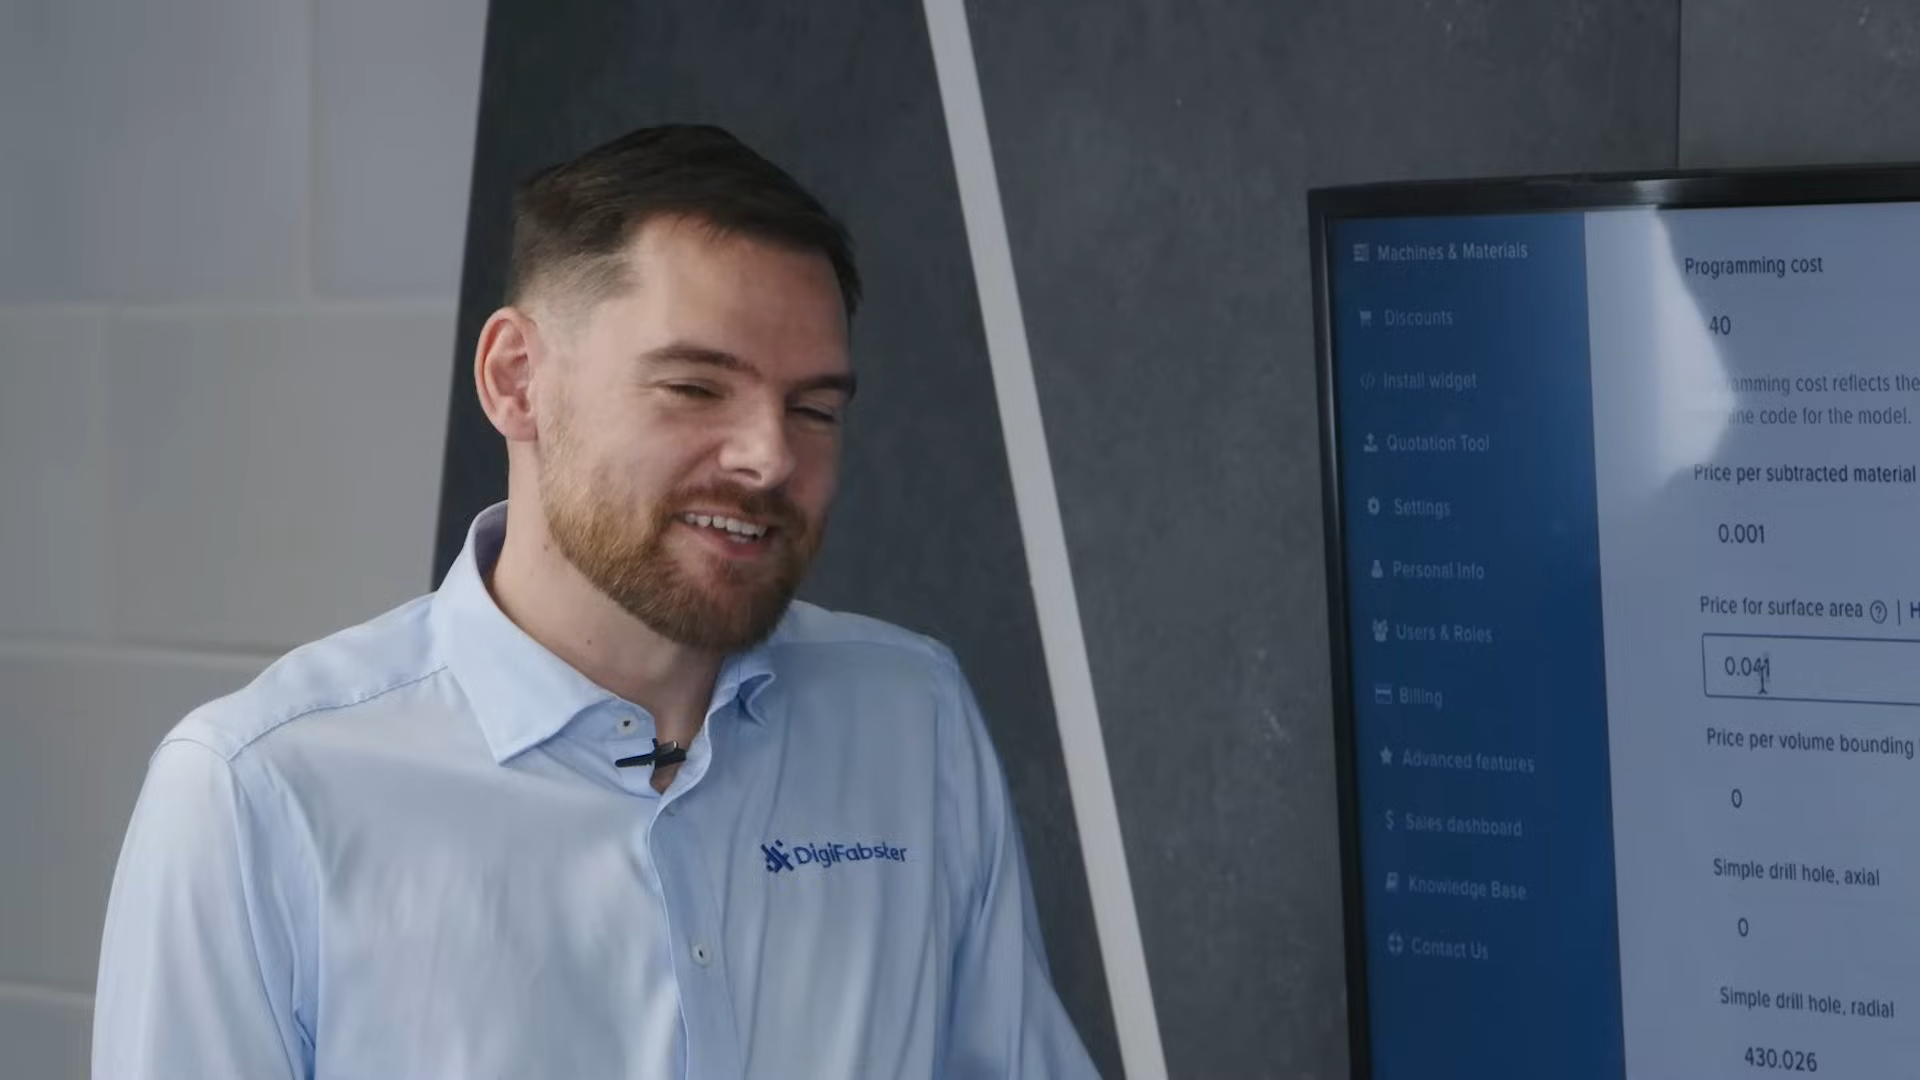 DigiFabster
Machines & Materials
Discounts
Install widget
Quotation Tool
Settings
Personal Info
Users & Roles
Billing
Advanced features
Sales dashboard
Knowledge Base
Contact Us
Programming cost
40
cost reflects the
code for the model.
Price per subtracted material
0.001
Price for surface area ? |
0.041
Price per volume bounding
0
Simple drill hole, axial
0
Simple drill hole, radial
430.026